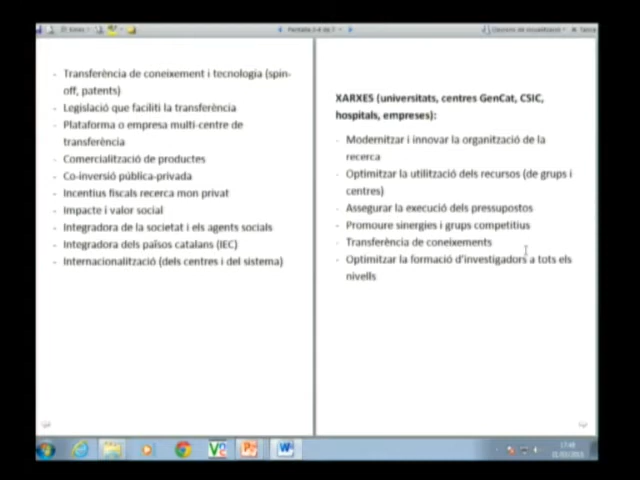 - Transferència de coneixement i tecnologia (spin-
off, patents)
- Legislació que faciliti la transferència
- Plataforma o empresa multi-centre de
transferència
- Comercialització de productes
- Co-inversió pública-privada
- Incentius fiscals recerca mon privat
- Impacte i valor social
- Integradora de la societat i els agents socials
- Integradora dels països catalans (IEC)
- Internacionalització (dels centres i del sistema)
XARXES (universitats, centres GenCat, CSIC,
hospitals, empreses):
- Modernitzar i innovar la organització de la
recerca
- Optimitzar la utilització dels recursos (de grups i
centres)
- Assegurar la execució dels pressupostos
- Promoure sinergies i grups competitius
- Transferència de coneixements
- Optimitzar la formació d'investigadors a tots els
nivells